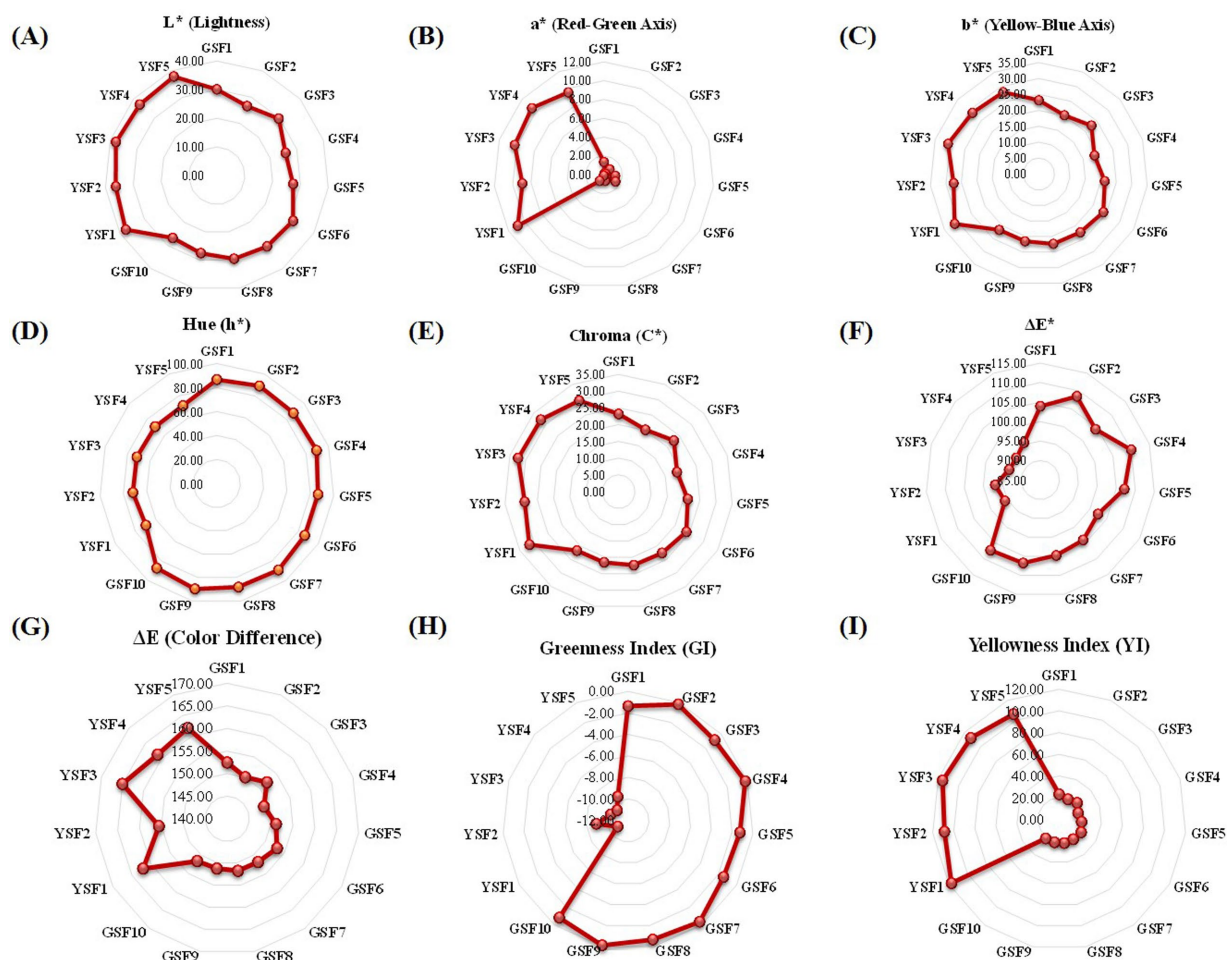 (A)
L* (Lightness)
GSF1
GSF2
GSF3
GSF4
GSF5
GSF6
GSF7
GSF8
GSF9
GSF10
YSF1
YSF2
YSF3
YSF4
YSF5
40.00
30.00
20.00
10.00
0.00
(B)
a* (Red-Green Axis)
GSF1
GSF2
GSF3
GSF4
GSF5
GSF6
GSF7
GSF8
GSF9
GSF10
YSF1
YSF2
YSF3
YSF4
YSF5
12.00
10.00
8.00
6.00
4.00
2.00
0.00
(C)
b* (Yellow-Blue Axis)
GSF1
GSF2
GSF3
GSF4
GSF5
GSF6
GSF7
GSF8
GSF9
GSF10
YSF1
YSF2
YSF3
YSF4
YSF5
35.00
30.00
25.00
20.00
15.00
10.00
5.00
0.00
(D)
Hue (h*)
GSF1
GSF2
GSF3
GSF4
GSF5
GSF6
GSF7
GSF8
GSF9
GSF10
YSF1
YSF2
YSF3
YSF4
YSF5
100.00
80.00
60.00
40.00
20.00
0.00
(E)
Chroma (C*)
GSF1
GSF2
GSF3
GSF4
GSF5
GSF6
GSF7
GSF8
GSF9
GSF10
YSF1
YSF2
YSF3
YSF4
YSF5
35.00
30.00
25.00
20.00
15.00
10.00
5.00
0.00
(F)
ΔE*
GSF1
GSF2
GSF3
GSF4
GSF5
GSF6
GSF7
GSF8
GSF9
GSF10
YSF1
YSF2
YSF3
YSF4
YSF5
115.00
110.00
105.00
100.00
95.00
90.00
85.00
(G)
ΔE (Color Difference)
GSF1
GSF2
GSF3
GSF4
GSF5
GSF6
GSF7
GSF8
GSF9
GSF10
YSF1
YSF2
YSF3
YSF4
YSF5
170.00
165.00
160.00
155.00
150.00
145.00
140.00
(H)
Greenness Index (GI)
GSF1
GSF2
GSF3
GSF4
GSF5
GSF6
GSF7
GSF8
GSF9
GSF10
YSF1
YSF2
YSF3
YSF4
YSF5
0.00
-2.00
-4.00
-6.00
-8.00
-10.00
-12.00
(I)
Yellowness Index (YI)
GSF1
GSF2
GSF3
GSF4
GSF5
GSF6
GSF7
GSF8
GSF9
GSF10
YSF1
YSF2
YSF3
YSF4
YSF5
120.00
100.00
80.00
60.00
40.00
20.00
0.00